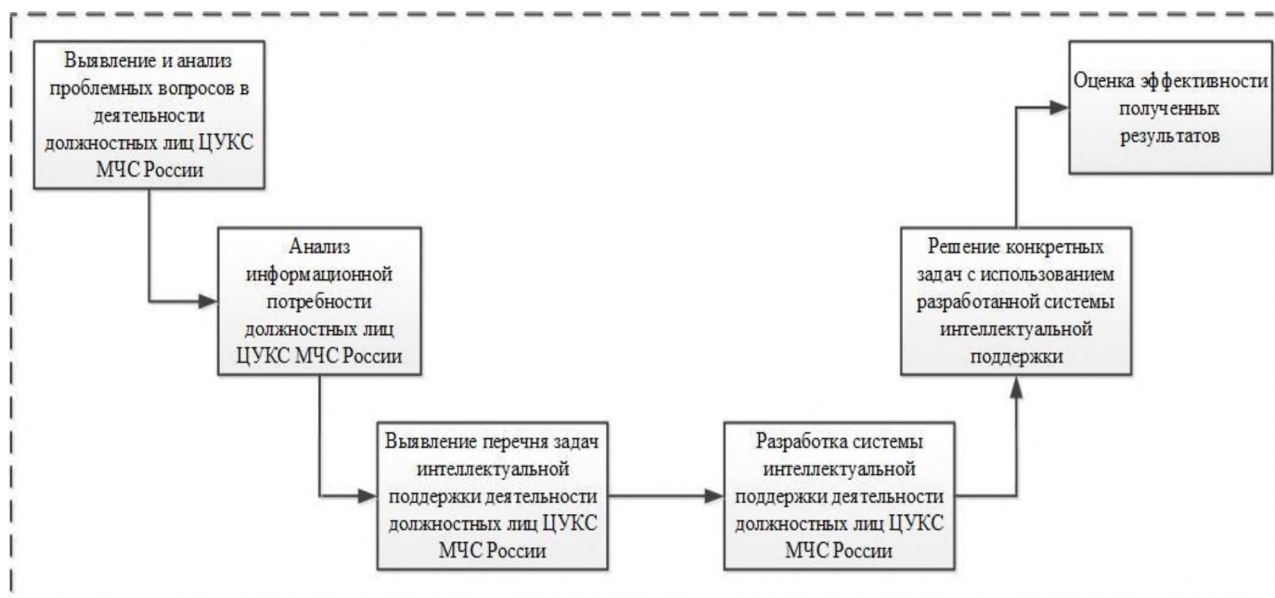 Выявление и анализ
проблемных вопросов в
деятельности
должностных лиц ЦУКС
МЧС России
Анализ
информационной
потребности
должностных лиц
ЦУКС МЧС России
Выявление перечня задач
интеллектуальной
поддержки деятельности
должностных лиц ЦУКС
МЧС России
Разработка системы
интеллектуальной
поддержки деятельности
должностных лиц ЦУКС
МЧС России
Решение конкретных
задач с использованием
разработанной системы
интеллектуальной
поддержки
Оценка эффективности
полученных
результатов